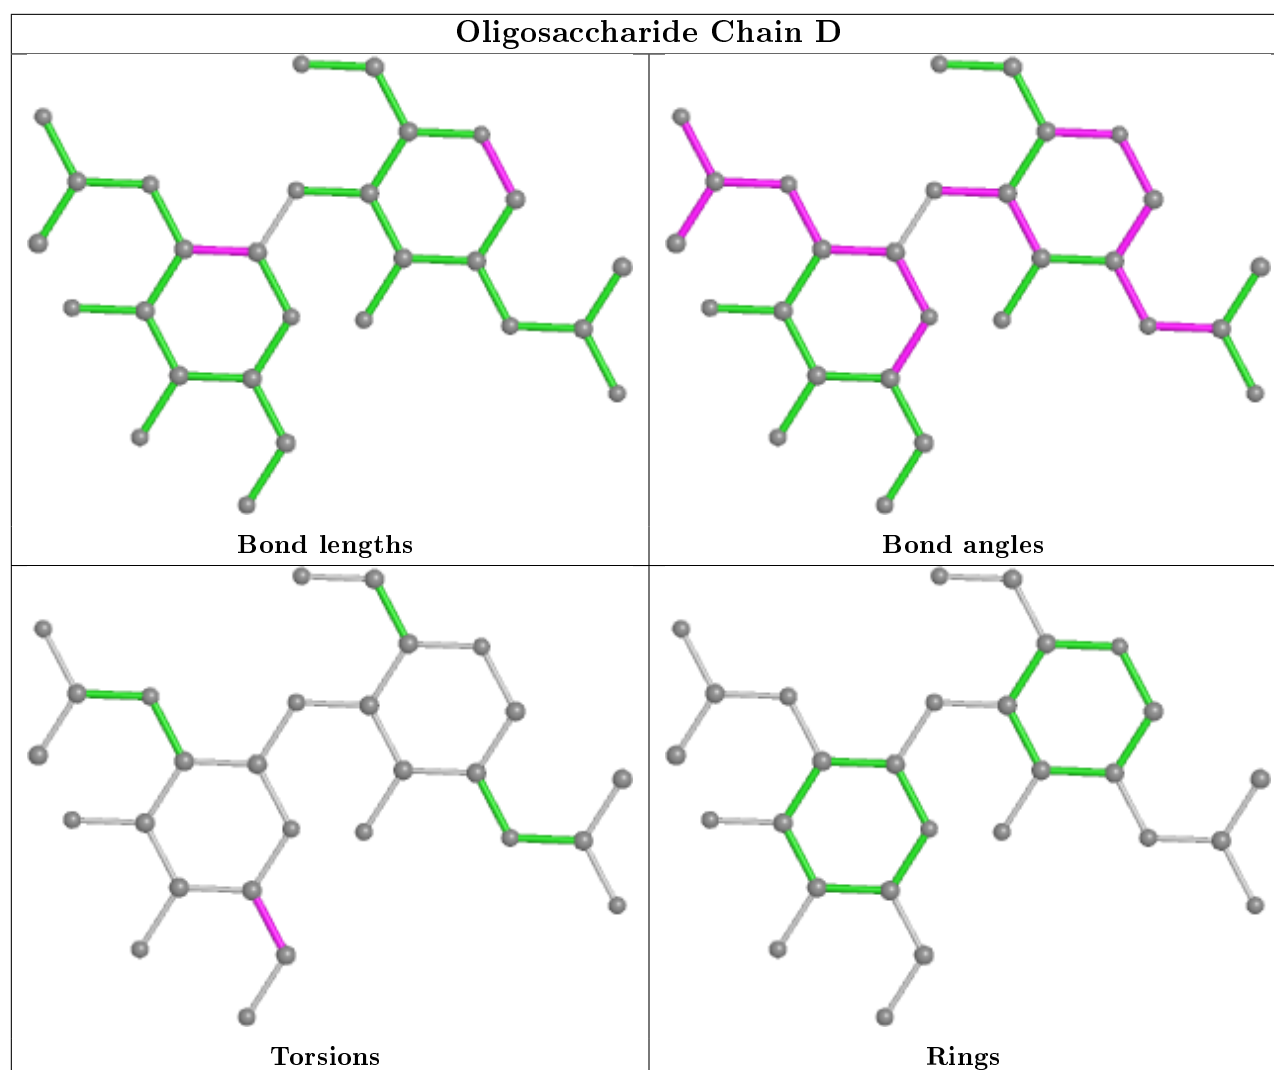 Oligosaccharide Chain D
Bond lengths
Bond angles
Torsions
Rings